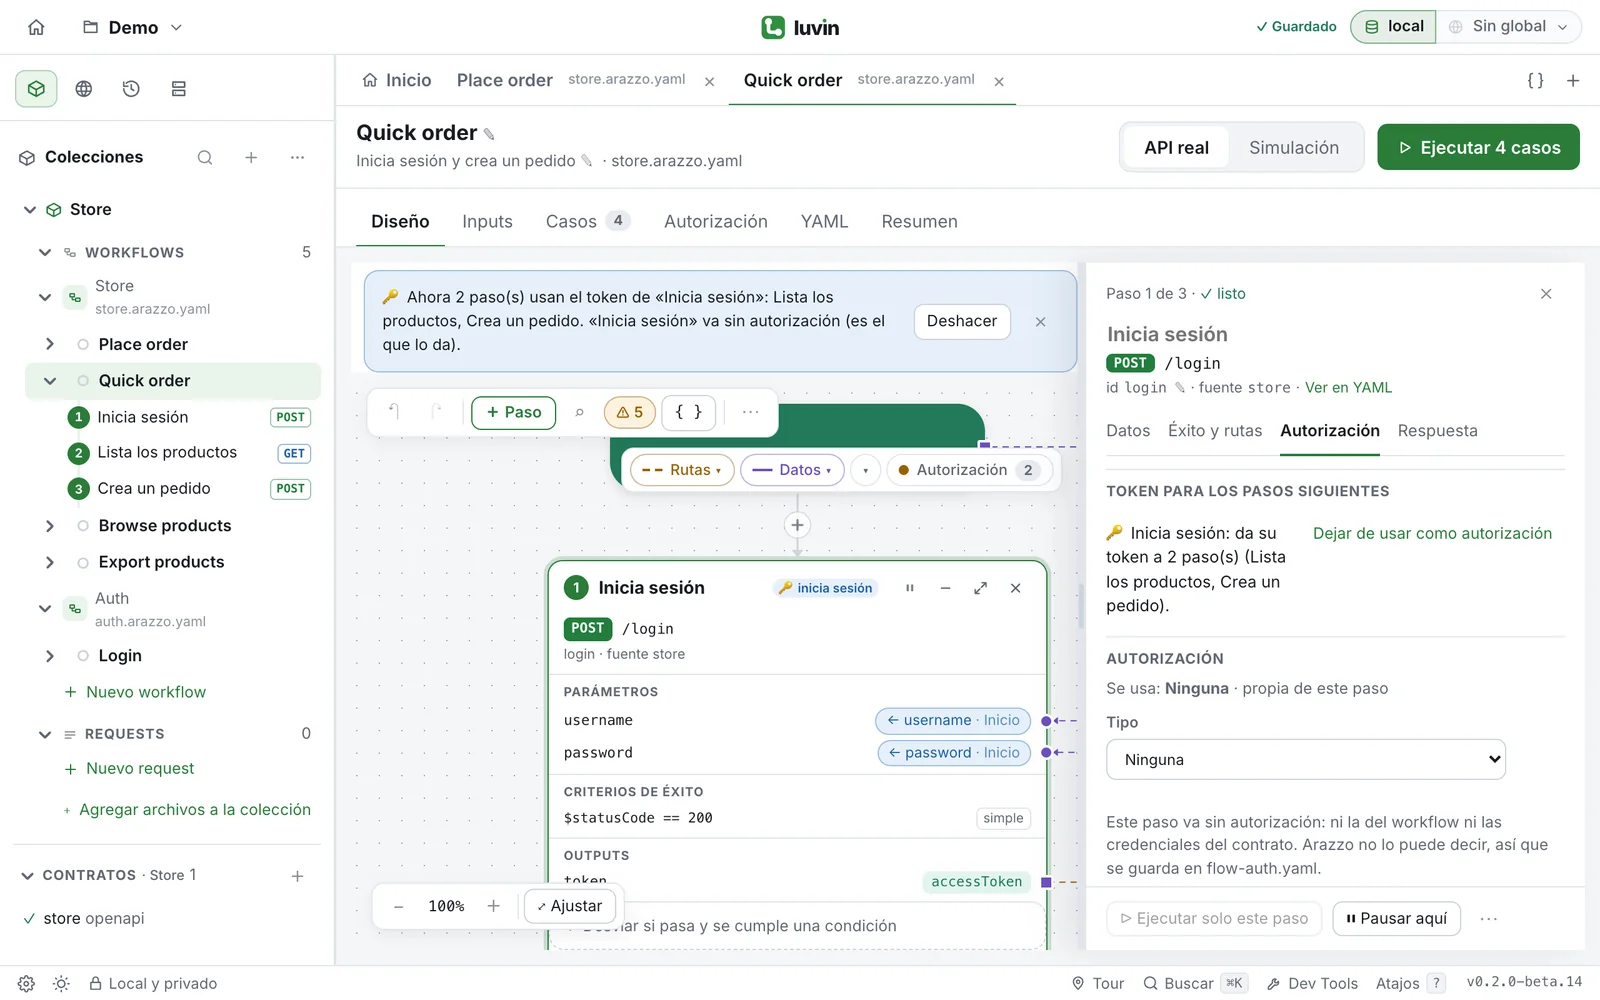 Demo
luvin
✓ Guardado
local
Sin global
Inicio
Place order store.arazzo.yaml
Quick order store.arazzo.yaml
{ }
Colecciones
Store
WORKFLOWS 5
Store
store.arazzo.yaml
Place order
Quick order
1 Inicia sesión POST
2 Lista los productos GET
3 Crea un pedido POST
Browse products
Export products
Auth
auth.arazzo.yaml
Login
+ Nuevo workflow
REQUESTS 0
+ Nuevo request
+ Agregar archivos a la colección
CONTRATOS · Store 1
✓ store openapi
Quick order
Inicia sesión y crea un pedido · store.arazzo.yaml
API real
Simulación
Ejecutar 4 casos
Diseño
Inputs
Casos 4
Autorización
YAML
Resumen
Ahora 2 paso(s) usan el token de «Inicia sesión»: Lista los
productos, Crea un pedido. «Inicia sesión» va sin autorización (es el
que lo da).
Deshacer
+ Paso
5
{ }
···
Rutas
Datos
Autorización 2
1 Inicia sesión
inicia sesión
POST /login
login · fuente store
PARÁMETROS
username ← username · Inicio
password ← password · Inicio
CRITERIOS DE ÉXITO
$statusCode == 200 simple
OUTPUTS
token accessToken
si pasa y se cumple una condición
− 100% +
Ajustar
Paso 1 de 3 · ✓ listo
Inicia sesión
POST /login
id login · fuente store · Ver en YAML
Datos
Éxito y rutas
Autorización
Respuesta
TOKEN PARA LOS PASOS SIGUIENTES
Inicia sesión: da su
token a 2 paso(s) (Lista
los productos, Crea un
pedido).
Dejar de usar como autorización
AUTORIZACIÓN
Se usa: Ninguna · propia de este paso
Tipo
Ninguna
Este paso va sin autorización: ni la del workflow ni las
credenciales del contrato. Arazzo no lo puede decir, así que
se guarda en flow-auth.yaml.
Ejecutar solo este paso
Pausar aquí
···
Local y privado
Tour
Buscar ⌘K
Dev Tools
Atajos ?
v0.2.0-beta.14